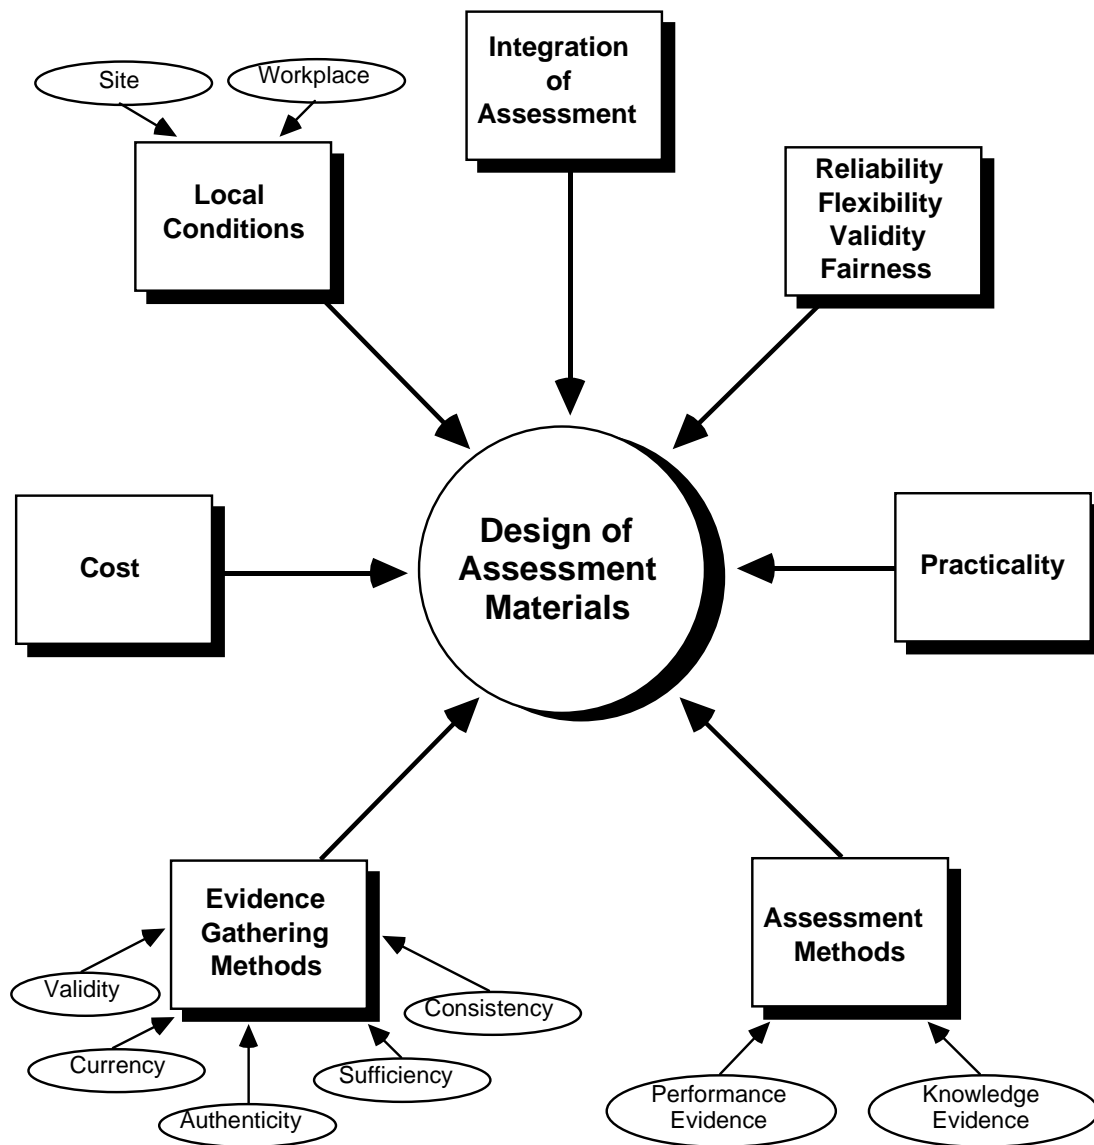 Integration
of
Assessment
Site
Workplace
Local
Conditions
Reliability
Flexibility
Validity
Fairness
Cost
Design of
Assessment
Materials
Practicality
Evidence
Gathering
Methods
Assessment
Methods
Validity
Consistency
Currency
Sufficiency
Authenticity
Performance
Evidence
Knowledge
Evidence